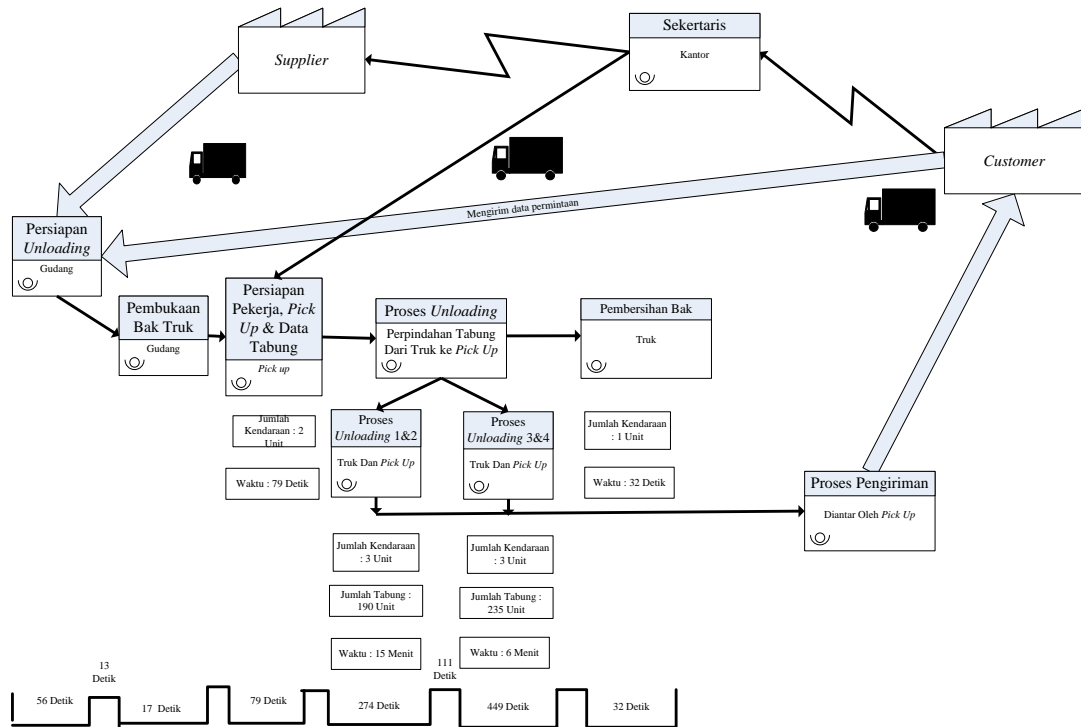 Sekertaris
Kantor
Supplier
Customer
Mengirim data permintaan
Persiapan
Unloading
Gudang
Pembukaan
Bak Truk
Gudang
Persiapan
Pekerja, Pick
Up & Data
Tabung
Pick up
Proses Unloading
Perpindahan Tabung
Dari Truk ke Pick Up
Pembersihan Bak
Truk
Jumlah
Kendaraan : 2
Unit
Waktu : 79 Detik
Proses
Unloading 1&2
Truk Dan Pick Up
Proses
Unloading 3&4
Truk Dan Pick Up
Jumlah Kendaraan
: 1 Unit
Waktu : 32 Detik
Proses Pengiriman
Diantar Oleh Pick Up
Jumlah Kendaraan
: 3 Unit
Jumlah Tabung :
190 Unit
Waktu : 15 Menit
Jumlah Kendaraan
: 3 Unit
Jumlah Tabung :
235 Unit
Waktu : 6 Menit
56 Detik
13
Detik
17 Detik
79 Detik
274 Detik
111
Detik
449 Detik
32 Detik